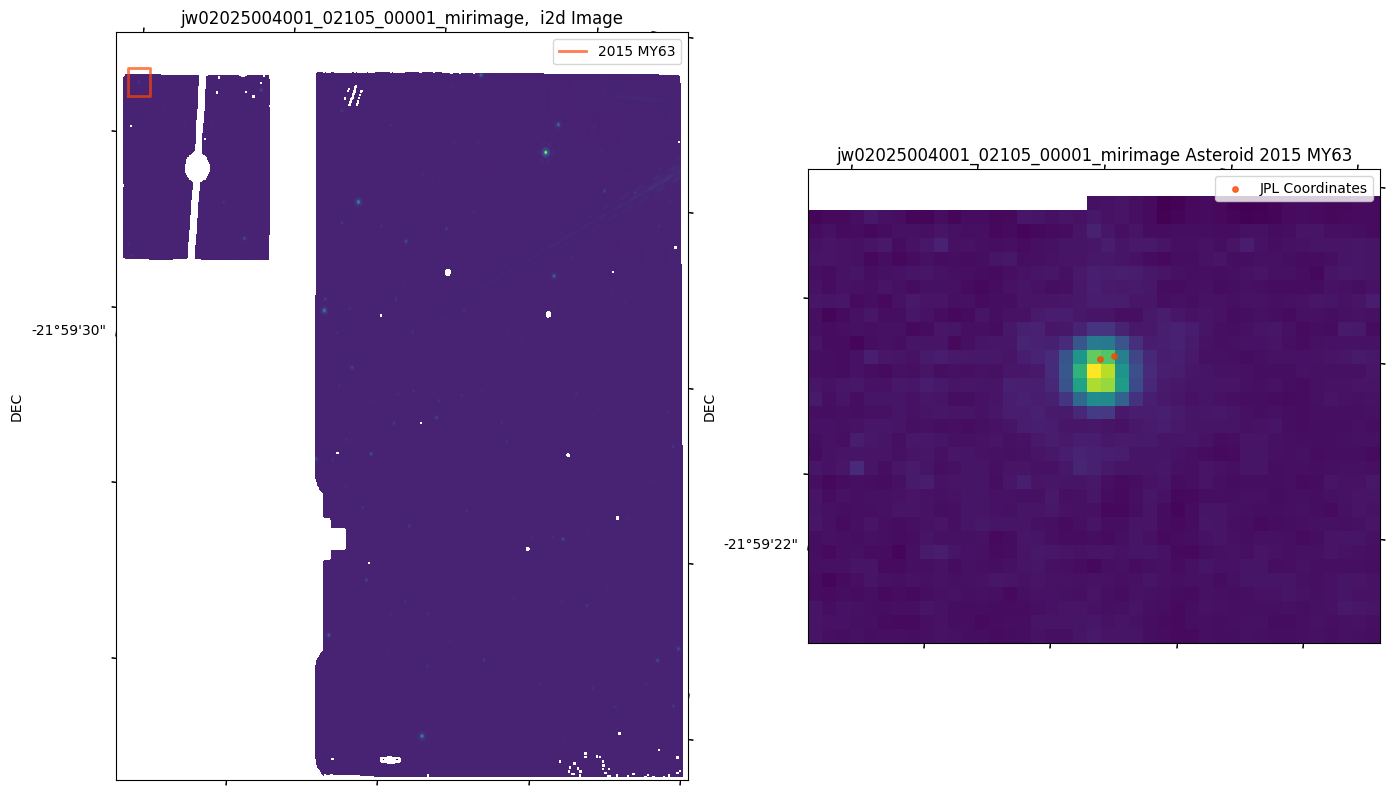 jw02025004001_02105_00001_mirimage,  i2d Image
2015 MY63
-21°59'30"
DEC
jw02025004001_02105_00001_mirimage Asteroid 2015 MY63
JPL Coordinates
DEC
-21°59'22"